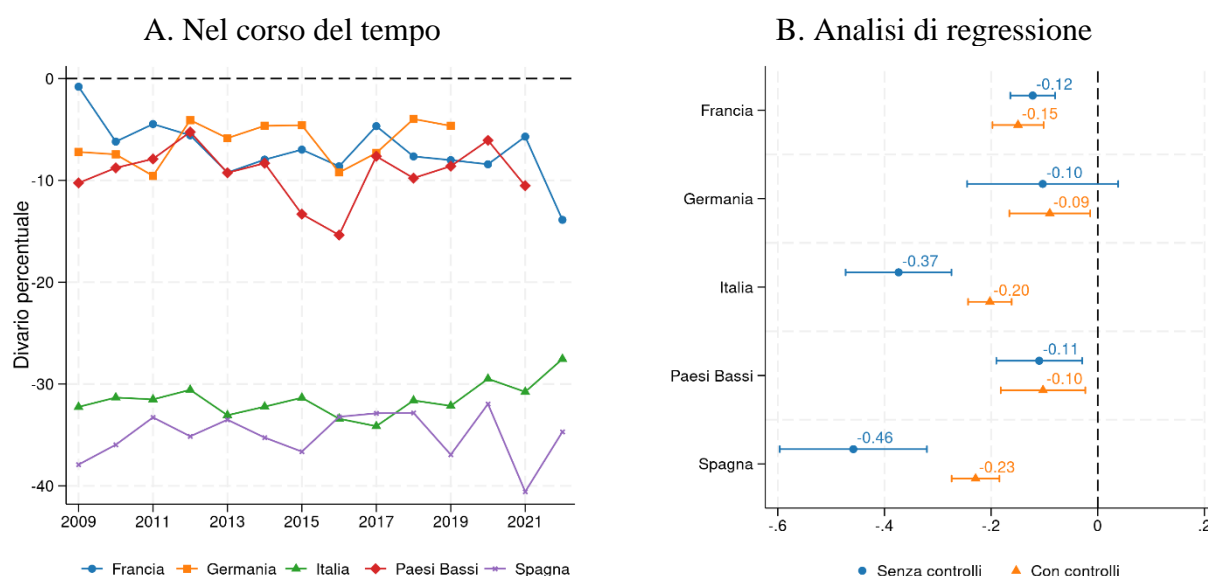 A. Nel corso del tempo
0
-10
-20
-30
-40
Divario percentuale
2009 2011 2013 2015 2017 2019 2021
Francia Germania Italia Paesi Bassi Spagna
B. Analisi di regressione
Francia
-0.12
-0.15
Germania
-0.10
-0.09
Italia
-0.37
-0.20
Paesi Bassi
-0.11
-0.10
Spagna
-0.46
-0.23
-.6 -.4 -.2 0 .2
Senza controlli Con controlli